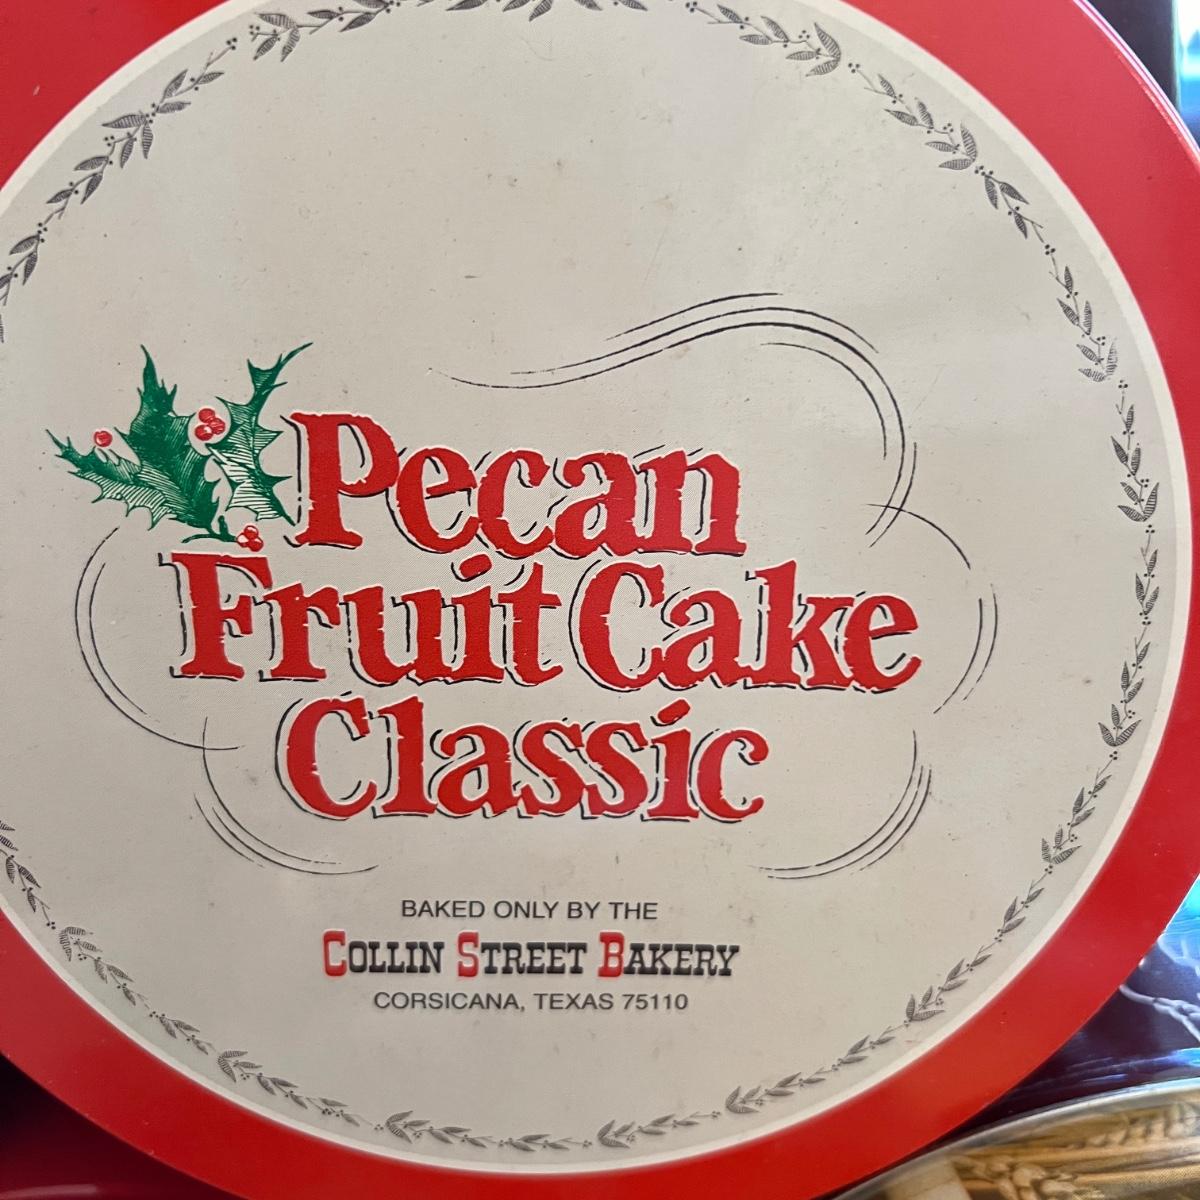 Pecan
Fruit Cake
Classic
BAKED ONLY BY THE
COLLIN STREET BAKERY
CORSICANA, TEXAS 75110